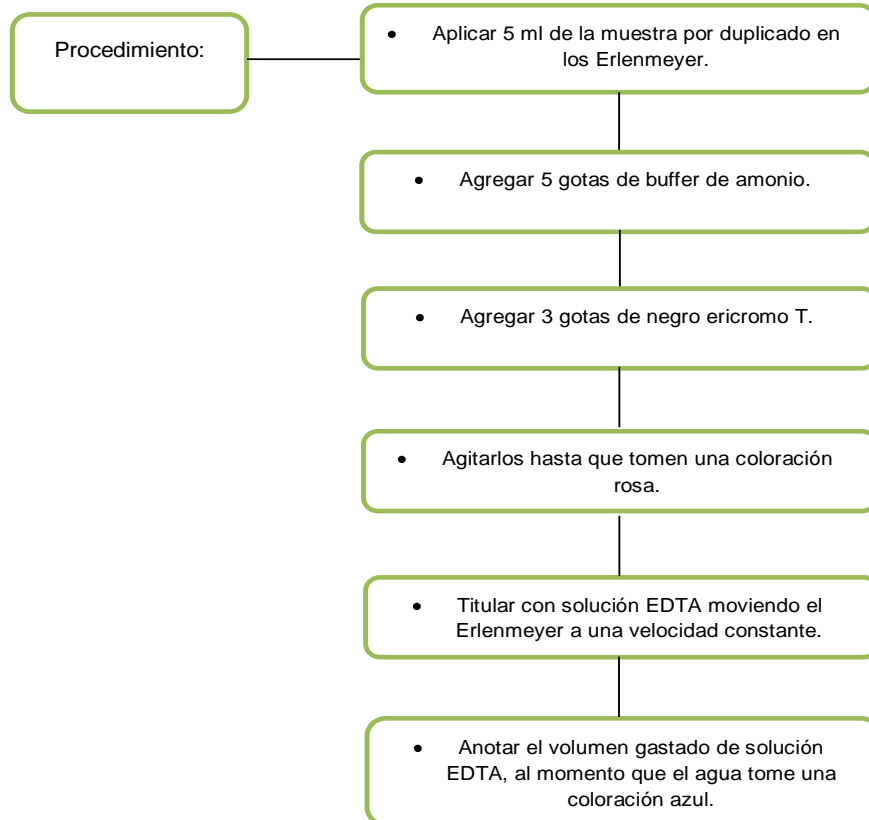 Procedimiento:
• Aplicar 5 ml de la muestra por duplicado en
los Erlenmeyer.
• Agregar 5 gotas de buffer de amonio.
• Agregar 3 gotas de negro ericromo T.
• Agitarlos hasta que tomen una coloración
rosa.
• Titular con solución EDTA moviendo el
Erlenmeyer a una velocidad constante.
• Anotar el volumen gastado de solución
EDTA, al momento que el agua tome una
coloración azul.